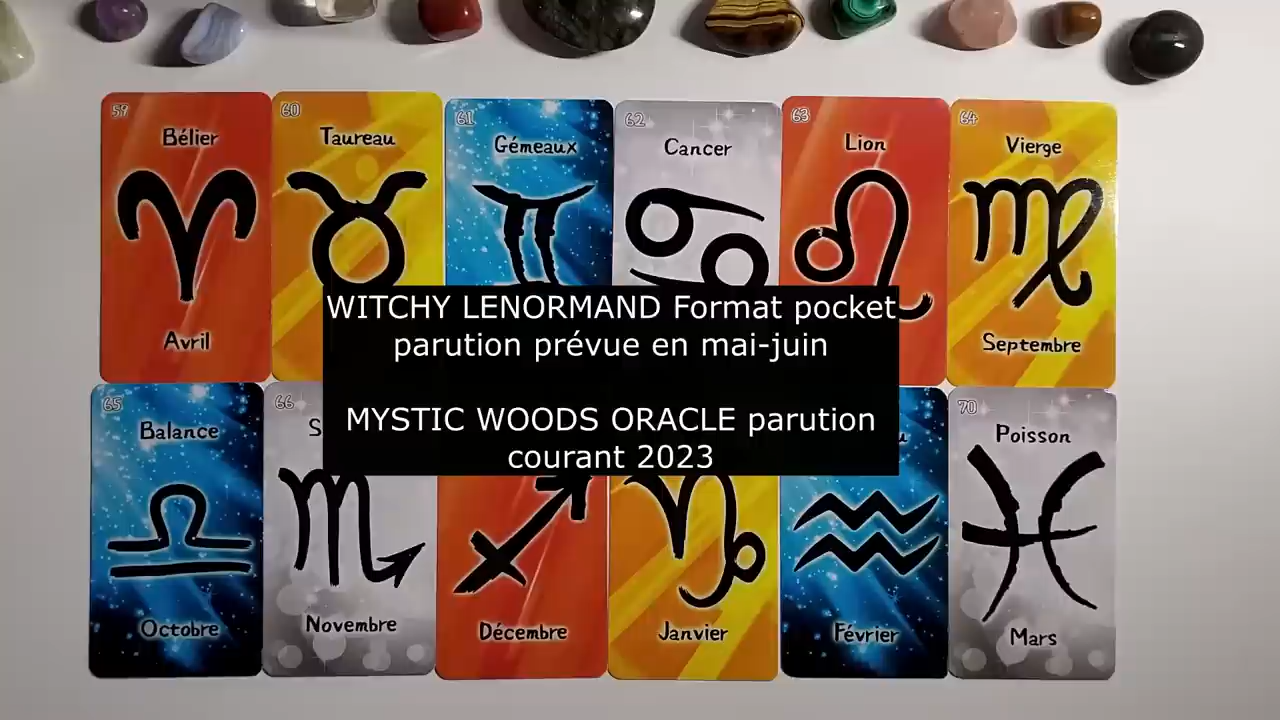 59
60
61
62
63
64
Bélier
Taureau
Gémeaux
Cancer
Lion
Vierge
WITCHY LENORMAND Format pocket
parution prévue en mai-juin
MYSTIC WOODS ORACLE parution
courant 2023
Avril
Septembre
65
66
70
Balance
S
Poisson
Octobre
Novembre
Décembre
Janvier
Février
Mars